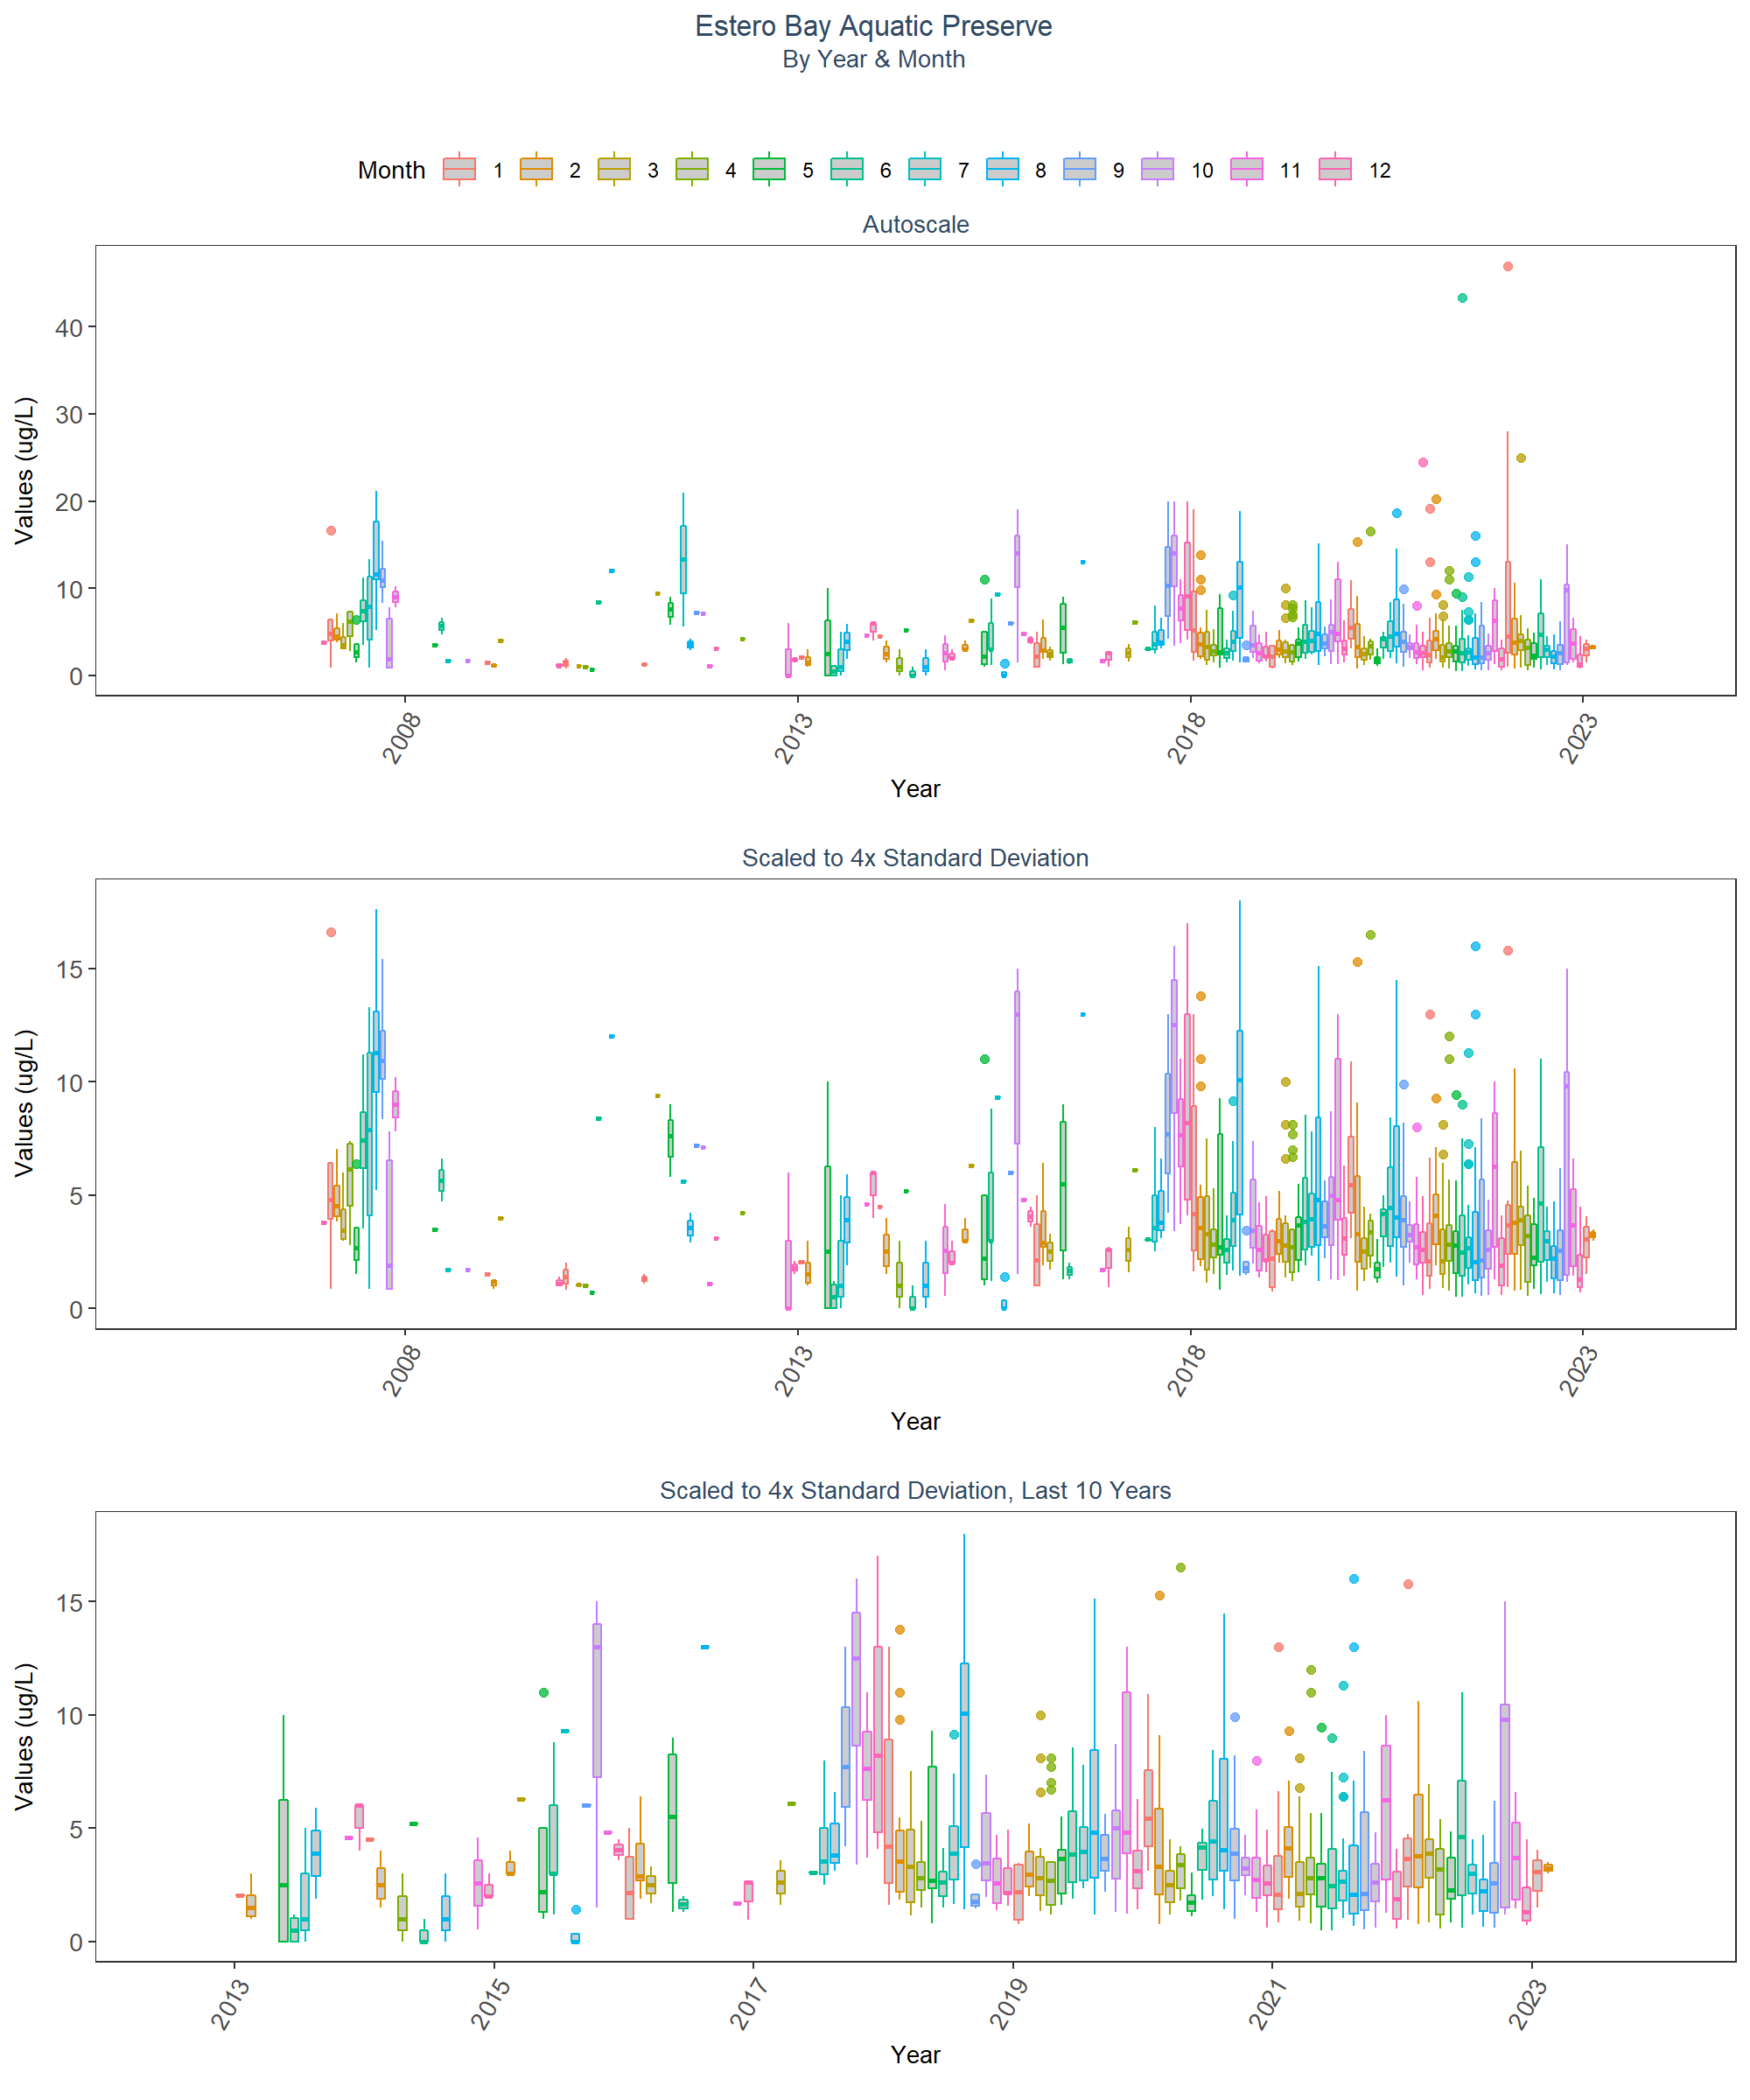 Estero Bay Aquatic Preserve
By Year & Month
Month 1 2 3 4 5 6 7 8 9 10 11 12
Autoscale
Values (ug/L)
40
30
20
10
0
2008 2013 2018 2023
Year
Scaled to 4x Standard Deviation
Values (ug/L)
15
10
5
0
2008 2013 2018 2023
Year
Scaled to 4x Standard Deviation, Last 10 Years
Values (ug/L)
15
10
5
0
2013 2015 2017 2019 2021 2023
Year